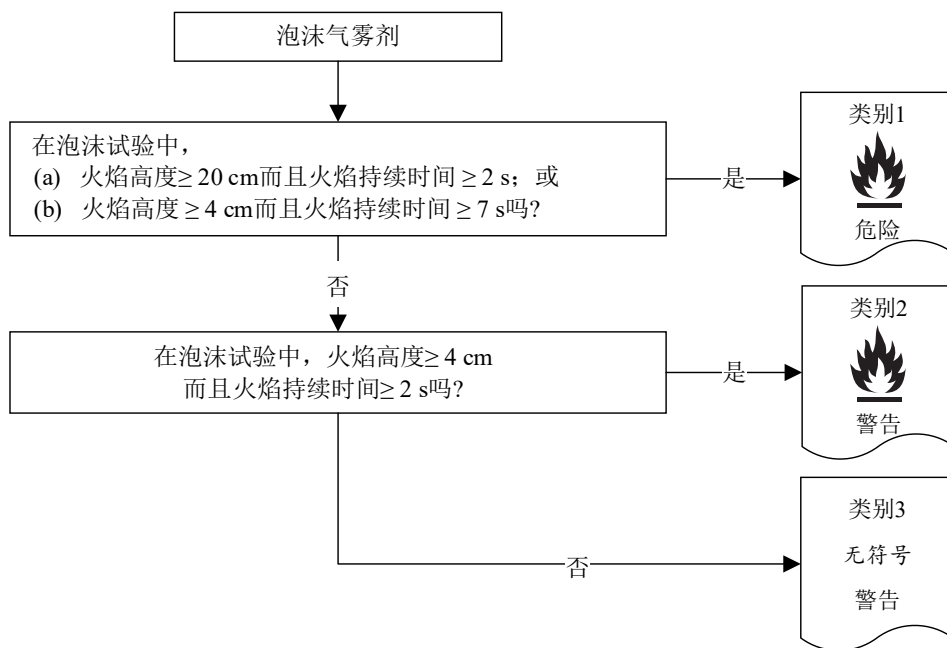 泡沫气雾剂
在泡沫试验中，
(a) 火焰高度≥ 20 cm而且火焰持续时间 ≥ 2 s；或
(b) 火焰高度 ≥ 4 cm而且火焰持续时间 ≥ 7 s吗?
是
类别1
危险
否
在泡沫试验中，火焰高度≥ 4 cm
而且火焰持续时间≥ 2 s吗?
是
类别2
警告
否
类别3
无符号
警告